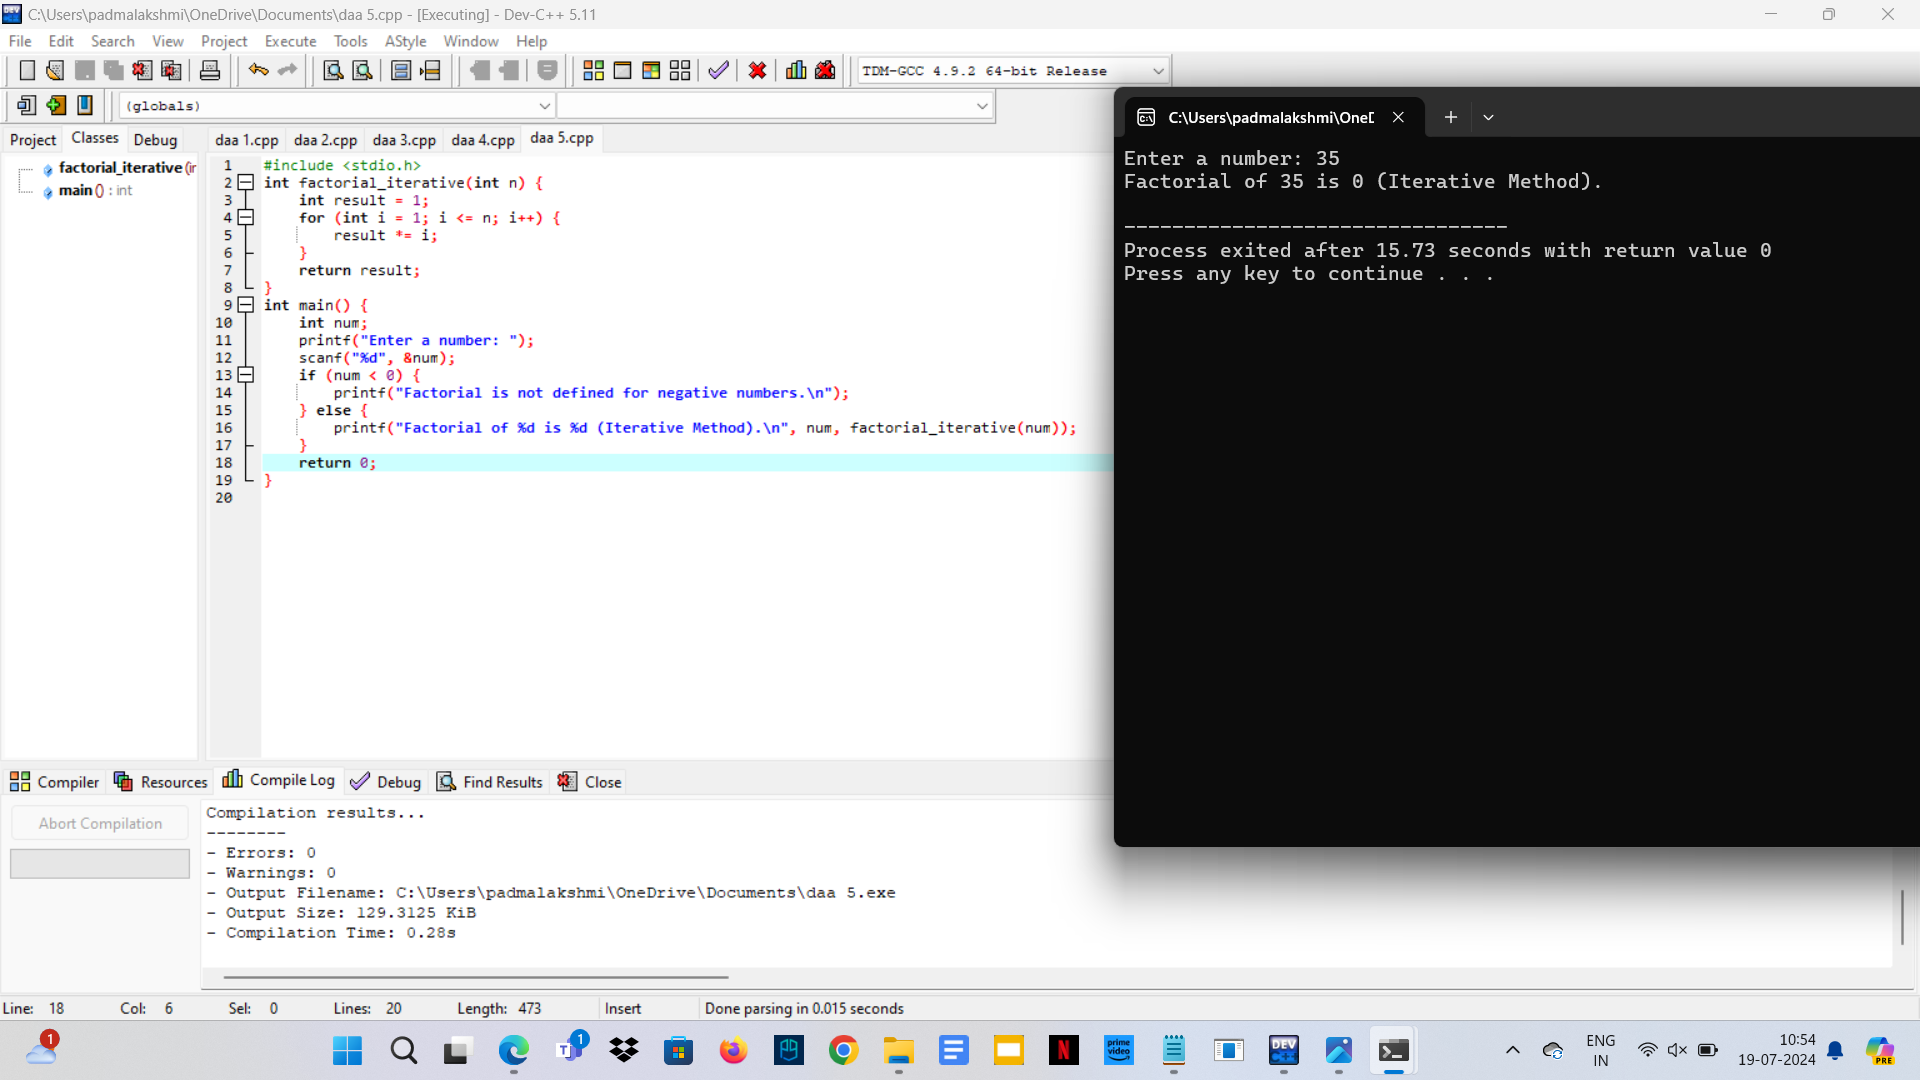 C:\Users\padmalakshmi\OneDrive\Documents\daa 5.cpp - [Executing] - Dev-C++ 5.11
File Edit Search View Project Execute Tools AStyle Window Help
TDM-GCC 4.9.2 64-bit Release
(globals)
Project Classes Debug
daa 1.cpp daa 2.cpp daa 3.cpp daa 4.cpp daa 5.cpp
factorial_iterative (in
main () : int
1 #include <stdio.h>
2 int factorial_iterative(int n) {
3 int result = 1;
4 for (int i = 1; i <= n; i++) {
5 result *= i;
6 }
7 return result;
8 }
9 int main() {
10 int num;
11 printf("Enter a number: ");
12 scanf("%d", &num);
13 if (num < 0) {
14 printf("Factorial is not defined for negative numbers.\n");
15 } else {
16 printf("Factorial of %d is %d (Iterative Method).\n", num, factorial_iterative(num));
17 }
18 return 0;
19 }
20
C:\Users\padmalakshmi\OneD
Enter a number: 35
Factorial of 35 is 0 (Iterative Method).
--------------------------------
Process exited after 15.73 seconds with return value 0
Press any key to continue . . .
Compiler Resources Compile Log Debug Find Results Close
Abort Compilation
Compilation results...
--------
- Errors: 0
- Warnings: 0
- Output Filename: C:\Users\padmalakshmi\OneDrive\Documents\daa 5.exe
- Output Size: 129.3125 KiB
- Compilation Time: 0.28s
Line: 18 Col: 6 Sel: 0 Lines: 20 Length: 473 Insert Done parsing in 0.015 seconds
1
1
prime video
DEV C++
ENG
IN
10:54
19-07-2024
PRE